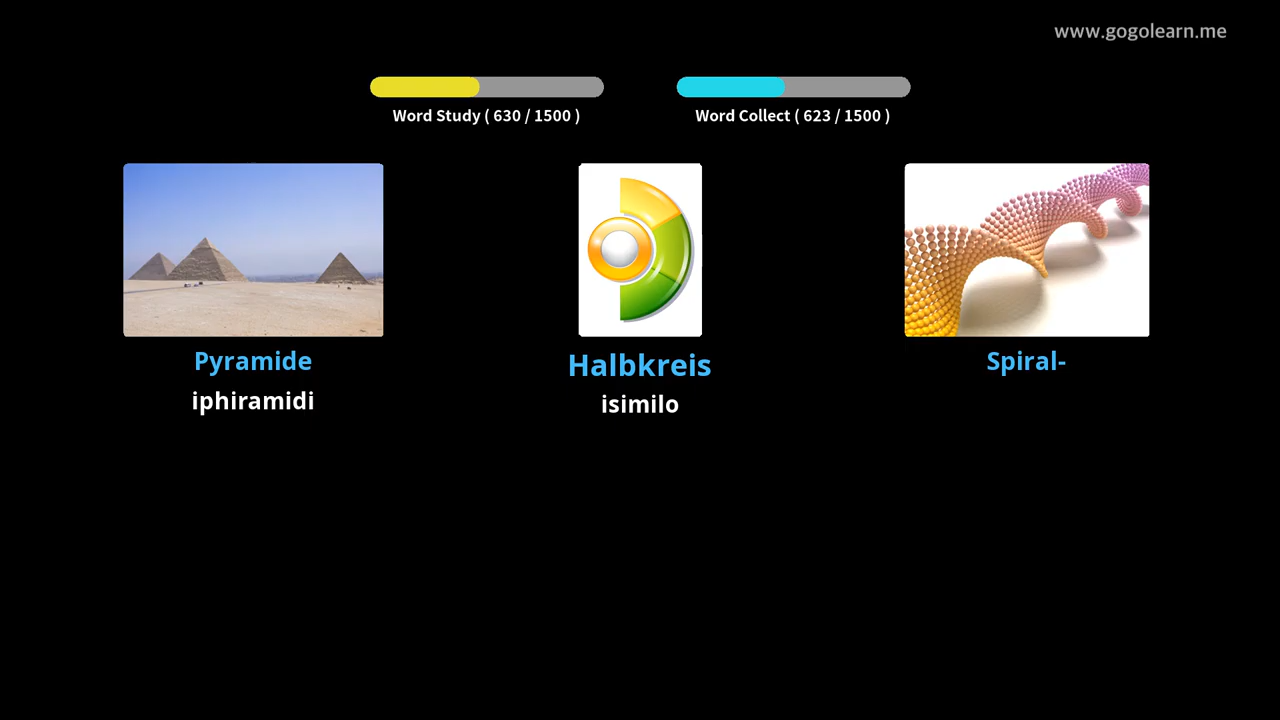 www.gogolearn.me
Word Study ( 630 / 1500 )
Word Collect ( 623 / 1500 )
Pyramide
iphiramidi
Halbkreis
isimilo
Spiral-